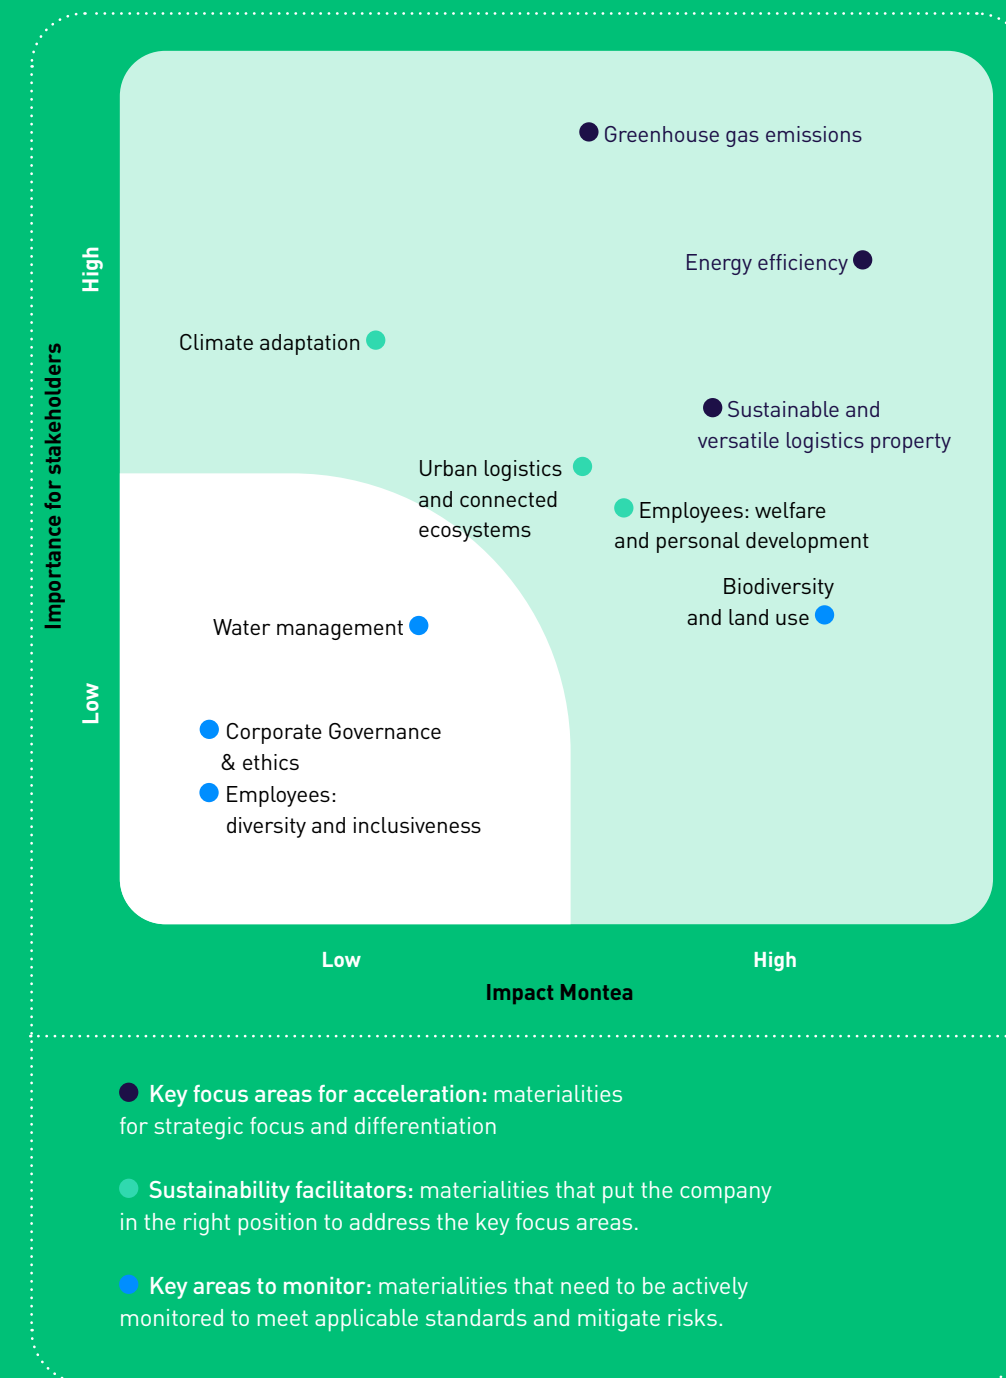 Greenhouse gas emissions
Energy efficiency
High
Climate adaptation
Importance for stakeholders
Sustainable and
versatile logistics property
Urban logistics
and connected
ecosystems
Employees: welfare
and personal development
Biodiversity
and land use
Water management
Low
Corporate Governance
& ethics
Employees:
diversity and inclusiveness
Low
High
Impact Montea
Key focus areas for acceleration: materialities
for strategic focus and differentiation
Sustainability facilitators: materialities that put the company
in the right position to address the key focus areas.
Key areas to monitor: materialities that need to be actively
monitored to meet applicable standards and mitigate risks.